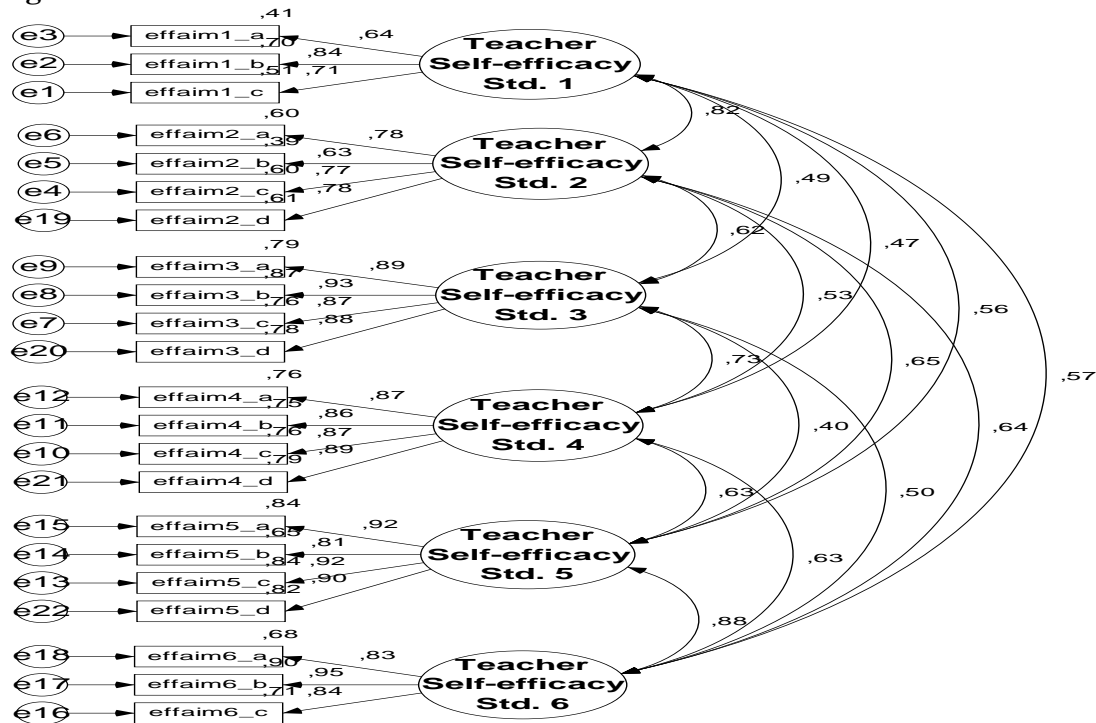 ,41
e3 effaim1_a ,64 Teacher
,70
e2 effaim1_b ,84 Self-efficacy
,51 ,71
e1 effaim1_c Std. 1
,82
,60
e6 effaim2_a ,78 Teacher
,39
e5 effaim2_b ,63 Self-efficacy
,60 ,77
e4 effaim2_c ,78 Std. 2
,61
e19 effaim2_d
,49
,62
,47
,79
e9 effaim3_a ,89 Teacher
,87 ,93
e8 effaim3_b Self-efficacy
,76 ,87
e7 effaim3_c ,88 Std. 3
,78
e20 effaim3_d
,53
,56
,73
,65
,57
,76
e12 effaim4_a ,87 Teacher
,75 ,86
e11 effaim4_b Self-efficacy
,76 ,87
e10 effaim4_c ,89 Std. 4
,79
e21 effaim4_d
,40
,64
,63
,50
,84
e15 effaim5_a ,92 Teacher
,65 ,81
e14 effaim5_b Self-efficacy
,84 ,92
e13 effaim5_c ,90 Std. 5
,82
e22 effaim5_d
,63
,88
,68
e18 effaim6_a ,83 Teacher
,90 ,95
e17 effaim6_b Self-efficacy
,71 ,84
e16 effaim6_c Std. 6